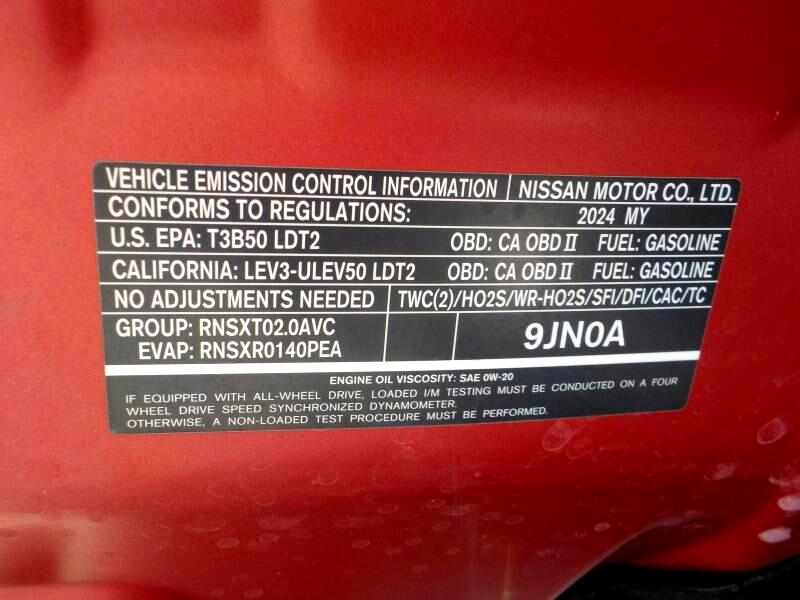 VEHICLE EMISSION CONTROL INFORMATION NISSAN MOTOR CO., LTD.
CONFORMS TO REGULATIONS: 2024 MY
U.S. EPA: T3B50 LDT2 OBD: CA OBD II FUEL: GASOLINE
CALIFORNIA: LEV3-ULEV50 LDT2 OBD: CA OBD II FUEL: GASOLINE
NO ADJUSTMENTS NEEDED TWC(2)/HO2S/WR-HO2S/SFI/DFI/CAC/TC
GROUP: RNSXT02.0AVC
EVAP: RNSXR0140PEA
9JN0A
ENGINE OIL VISCOSITY: SAE 0W-20
IF EQUIPPED WITH ALL-WHEEL DRIVE, LOADED I/M TESTING MUST BE CONDUCTED ON A FOUR
WHEEL DRIVE SPEED SYNCHRONIZED DYNAMOMETER.
OTHERWISE, A NON-LOADED TEST PROCEDURE MUST BE PERFORMED.